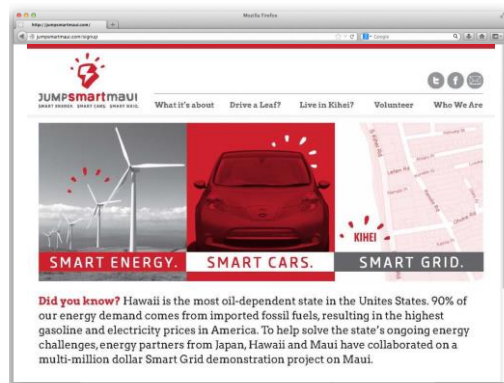 Mozilla Firefox
http://jumpsmartmaui.com/
jumpsmartmaui.com/signup
Google
JUMPSmartmaui
SMART ENERGY. SMART CARS. SMART GRID.
What it's about
Drive a Leaf?
Live in Kihei?
Volunteer
Who We Are
S Kihei Rd
KIHEI
SMART ENERGY.
SMART CARS.
SMART GRID.
Did you know? Hawaii is the most oil-dependent state in the Unites States. 90% of
our energy demand comes from imported fossil fuels, resulting in the highest
gasoline and electricity prices in America. To help solve the state's ongoing energy
challenges, energy partners from Japan, Hawaii and Maui have collaborated on a
multi-million dollar Smart Grid demonstration project on Maui.